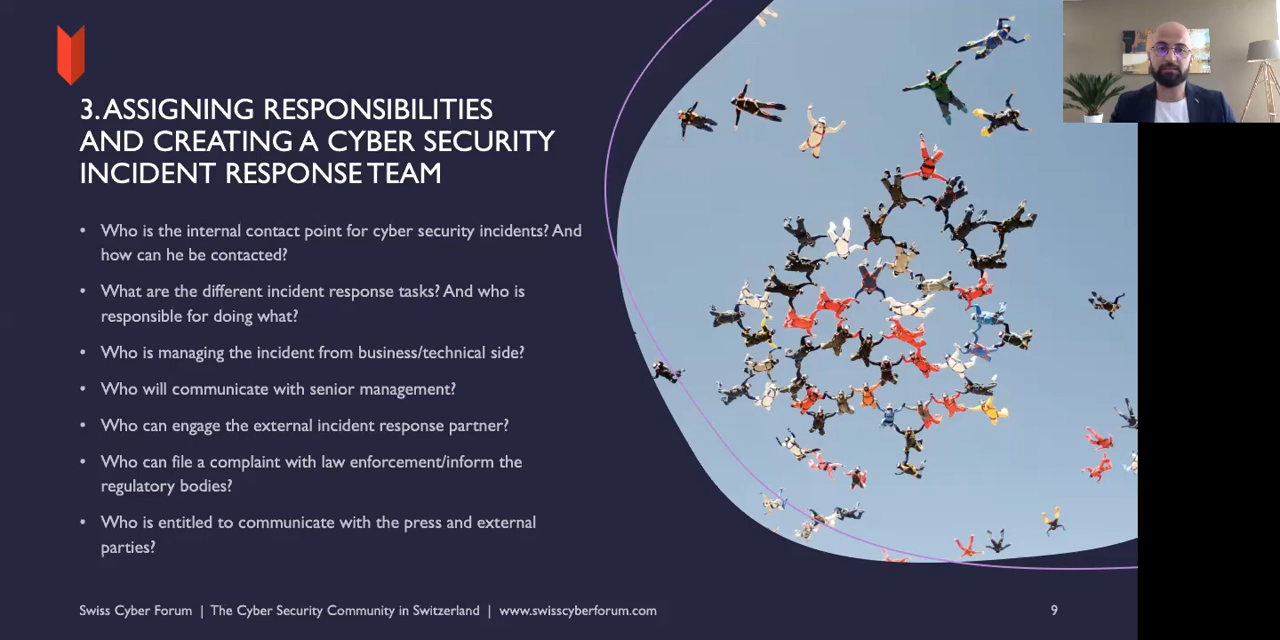 3. ASSIGNING RESPONSIBILITIES
AND CREATING A CYBER SECURITY
INCIDENT RESPONSE TEAM
• Who is the internal contact point for cyber security incidents? And
how can he be contacted?
• What are the different incident response tasks? And who is
responsible for doing what?
• Who is managing the incident from business/technical side?
• Who will communicate with senior management?
• Who can engage the external incident response partner?
• Who can file a complaint with law enforcement/inform the
regulatory bodies?
• Who is entitled to communicate with the press and external
parties?
Swiss Cyber Forum | The Cyber Security Community in Switzerland | www.swisscyberforum.com
9